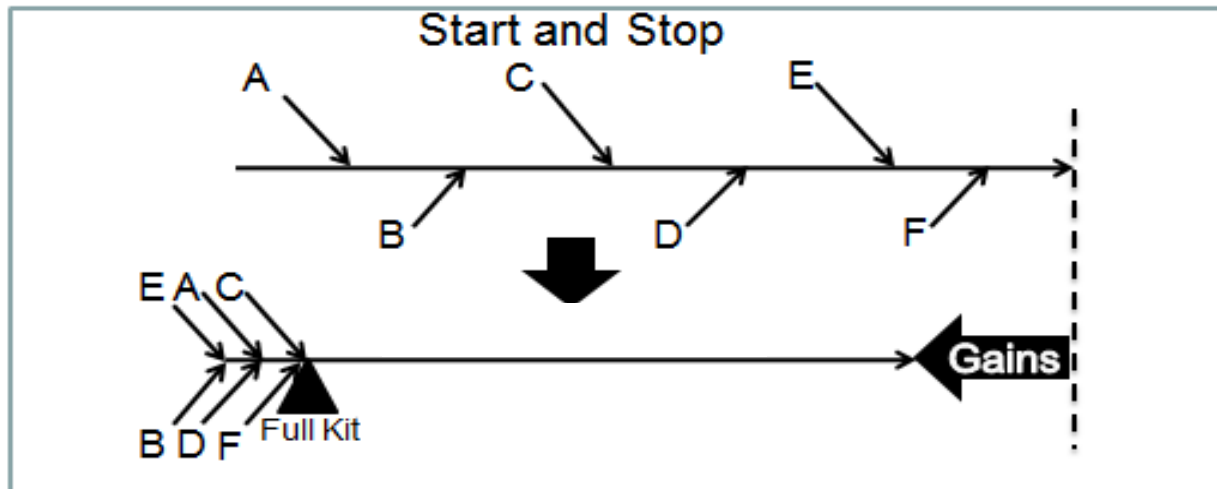 Start and Stop
A C E
B D F
E A C
Gains
B D F Full Kit